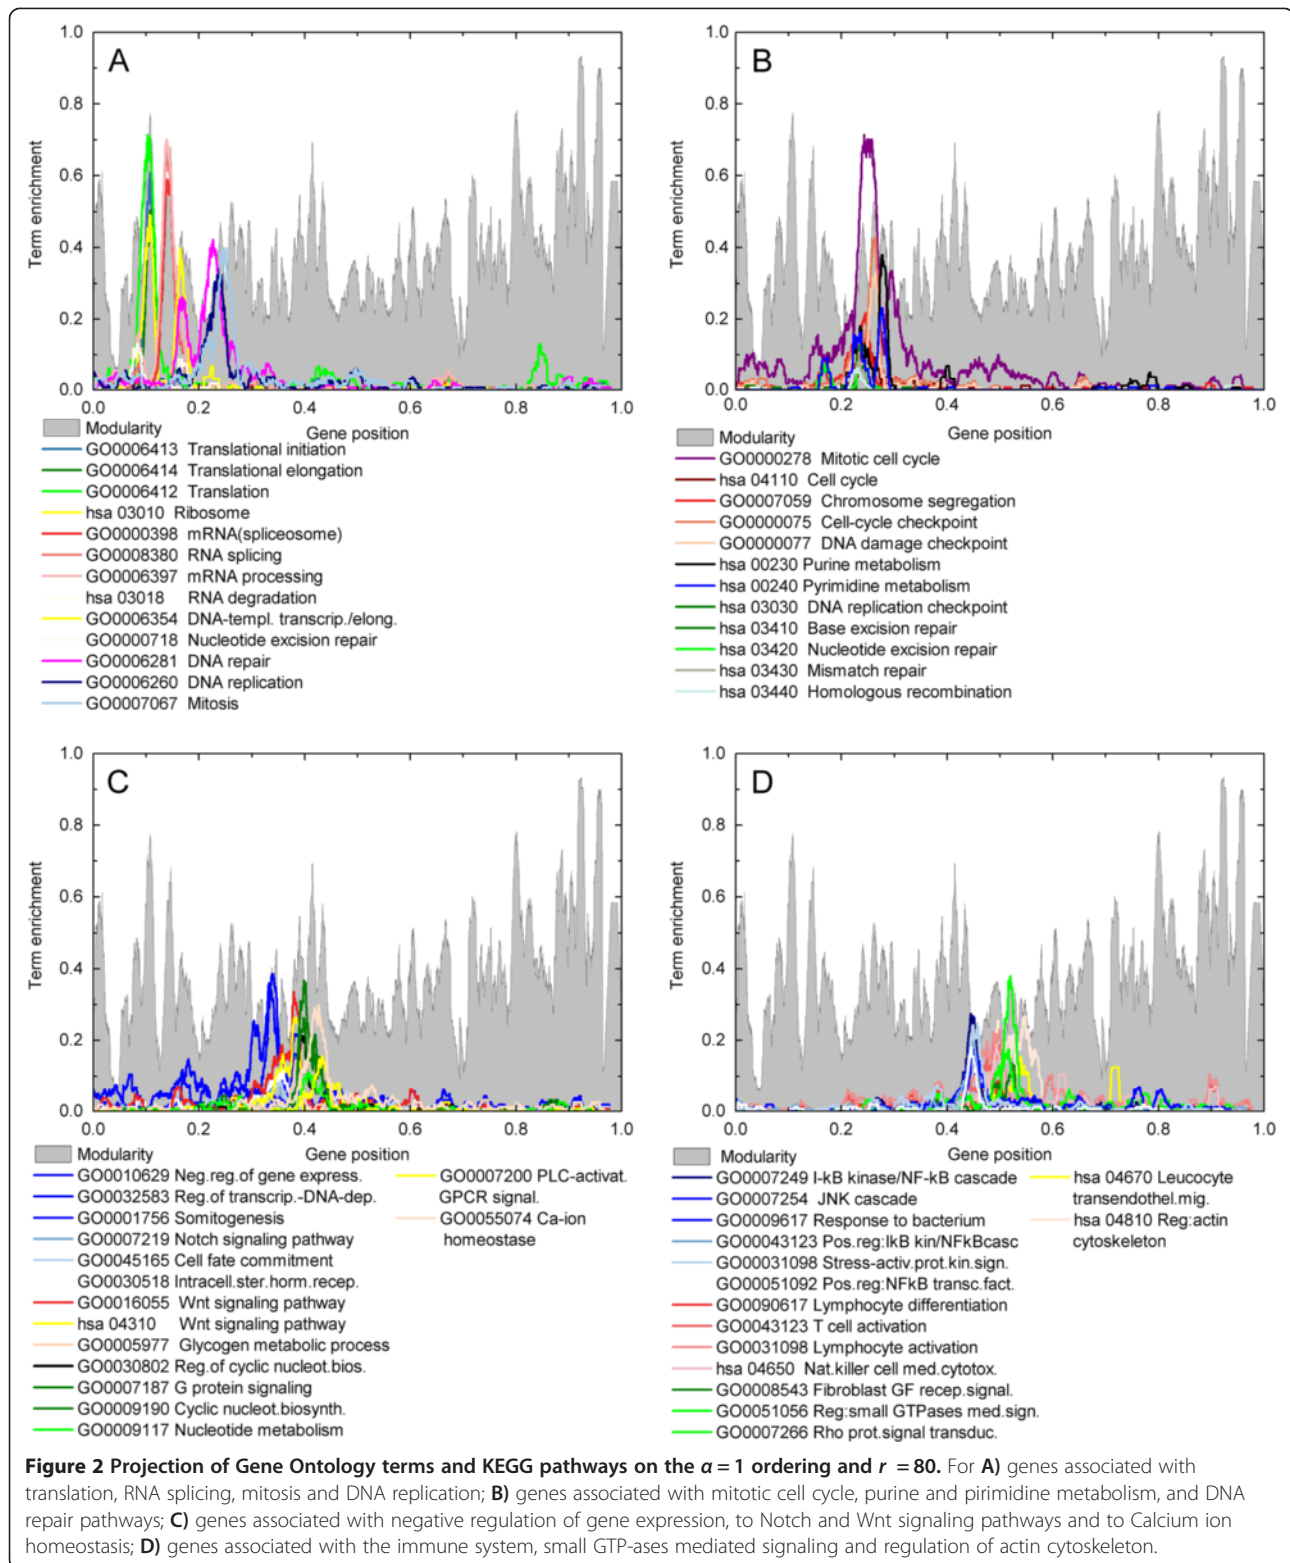 A
1.0
0.8
0.6
0.4
0.2
0.0
Term enrichment
0.0 0.2 0.4 0.6 0.8 1.0
Gene position
Modularity
GO0006413 Translational initiation
GO0006414 Translational elongation
GO0006412 Translation
hsa 03010 Ribosome
GO0000398 mRNA(spliceosome)
GO0008380 RNA splicing
GO0006397 mRNA processing
hsa 03018 RNA degradation
GO0006354 DNA-templ. transcrip./elong.
GO0000718 Nucleotide excision repair
GO0006281 DNA repair
GO0006260 DNA replication
GO0007067 Mitosis
B
1.0
0.8
0.6
0.4
0.2
0.0
Term enrichment
0.0 0.2 0.4 0.6 0.8 1.0
Gene position
Modularity
GO0000278 Mitotic cell cycle
hsa 04110 Cell cycle
GO0007059 Chromosome segregation
GO0000075 Cell-cycle checkpoint
GO0000077 DNA damage checkpoint
hsa 00230 Purine metabolism
hsa 00240 Pyrimidine metabolism
hsa 03030 DNA replication checkpoint
hsa 03410 Base excision repair
hsa 03420 Nucleotide excision repair
hsa 03430 Mismatch repair
hsa 03440 Homologous recombination
C
1.0
0.8
0.6
0.4
0.2
0.0
Term enrichment
0.0 0.2 0.4 0.6 0.8 1.0
Gene position
Modularity
GO0010629 Neg.reg.of gene express.
GO0032583 Reg.of transcrip.-DNA-dep.
GO0001756 Somitogenesis
GO0007219 Notch signaling pathway
GO0045165 Cell fate commitment
GO0030518 Intracell.ster.horm.recep.
GO0016055 Wnt signaling pathway
hsa 04310 Wnt signaling pathway
GO0005977 Glycogen metabolic process
GO0030802 Reg.of cyclic nucleot.bios.
GO0007187 G protein signaling
GO0009190 Cyclic nucleot.biosynth.
GO0009117 Nucleotide metabolism
GO0007200 PLC-activat.
GPCR signal.
GO0055074 Ca-ion
homeostase
D
1.0
0.8
0.6
0.4
0.2
0.0
Term enrichment
0.0 0.2 0.4 0.6 0.8 1.0
Gene position
Modularity
GO0007249 I-kB kinase/NF-kB cascade
GO0007254 JNK cascade
GO0009617 Response to bacterium
GO00043123 Pos.reg:IkB kin/NFkBcasc
GO00031098 Stress-activ.prot.kin.sign.
GO00051092 Pos.reg:NFkB transc.fact.
GO0090617 Lymphocyte differentiation
GO0043123 T cell activation
GO0031098 Lymphocyte activation
hsa 04650 Nat.killer cell med.cytotox.
GO0008543 Fibroblast GF recep.signal.
GO0051056 Reg:small GTPases med.sign.
GO0007266 Rho prot.signal transduc.
hsa 04670 Leucocyte
transendothel.mig.
hsa 04810 Reg:actin
cytoskeleton
Figure 2 Projection of Gene Ontology terms and KEGG pathways on the α = 1 ordering and r = 80. For A) genes associated with
translation, RNA splicing, mitosis and DNA replication; B) genes associated with mitotic cell cycle, purine and pirimidine metabolism, and DNA
repair pathways; C) genes associated with negative regulation of gene expression, to Notch and Wnt signaling pathways and to Calcium ion
homeostasis; D) genes associated with the immune system, small GTP-ases mediated signaling and regulation of actin cytoskeleton.